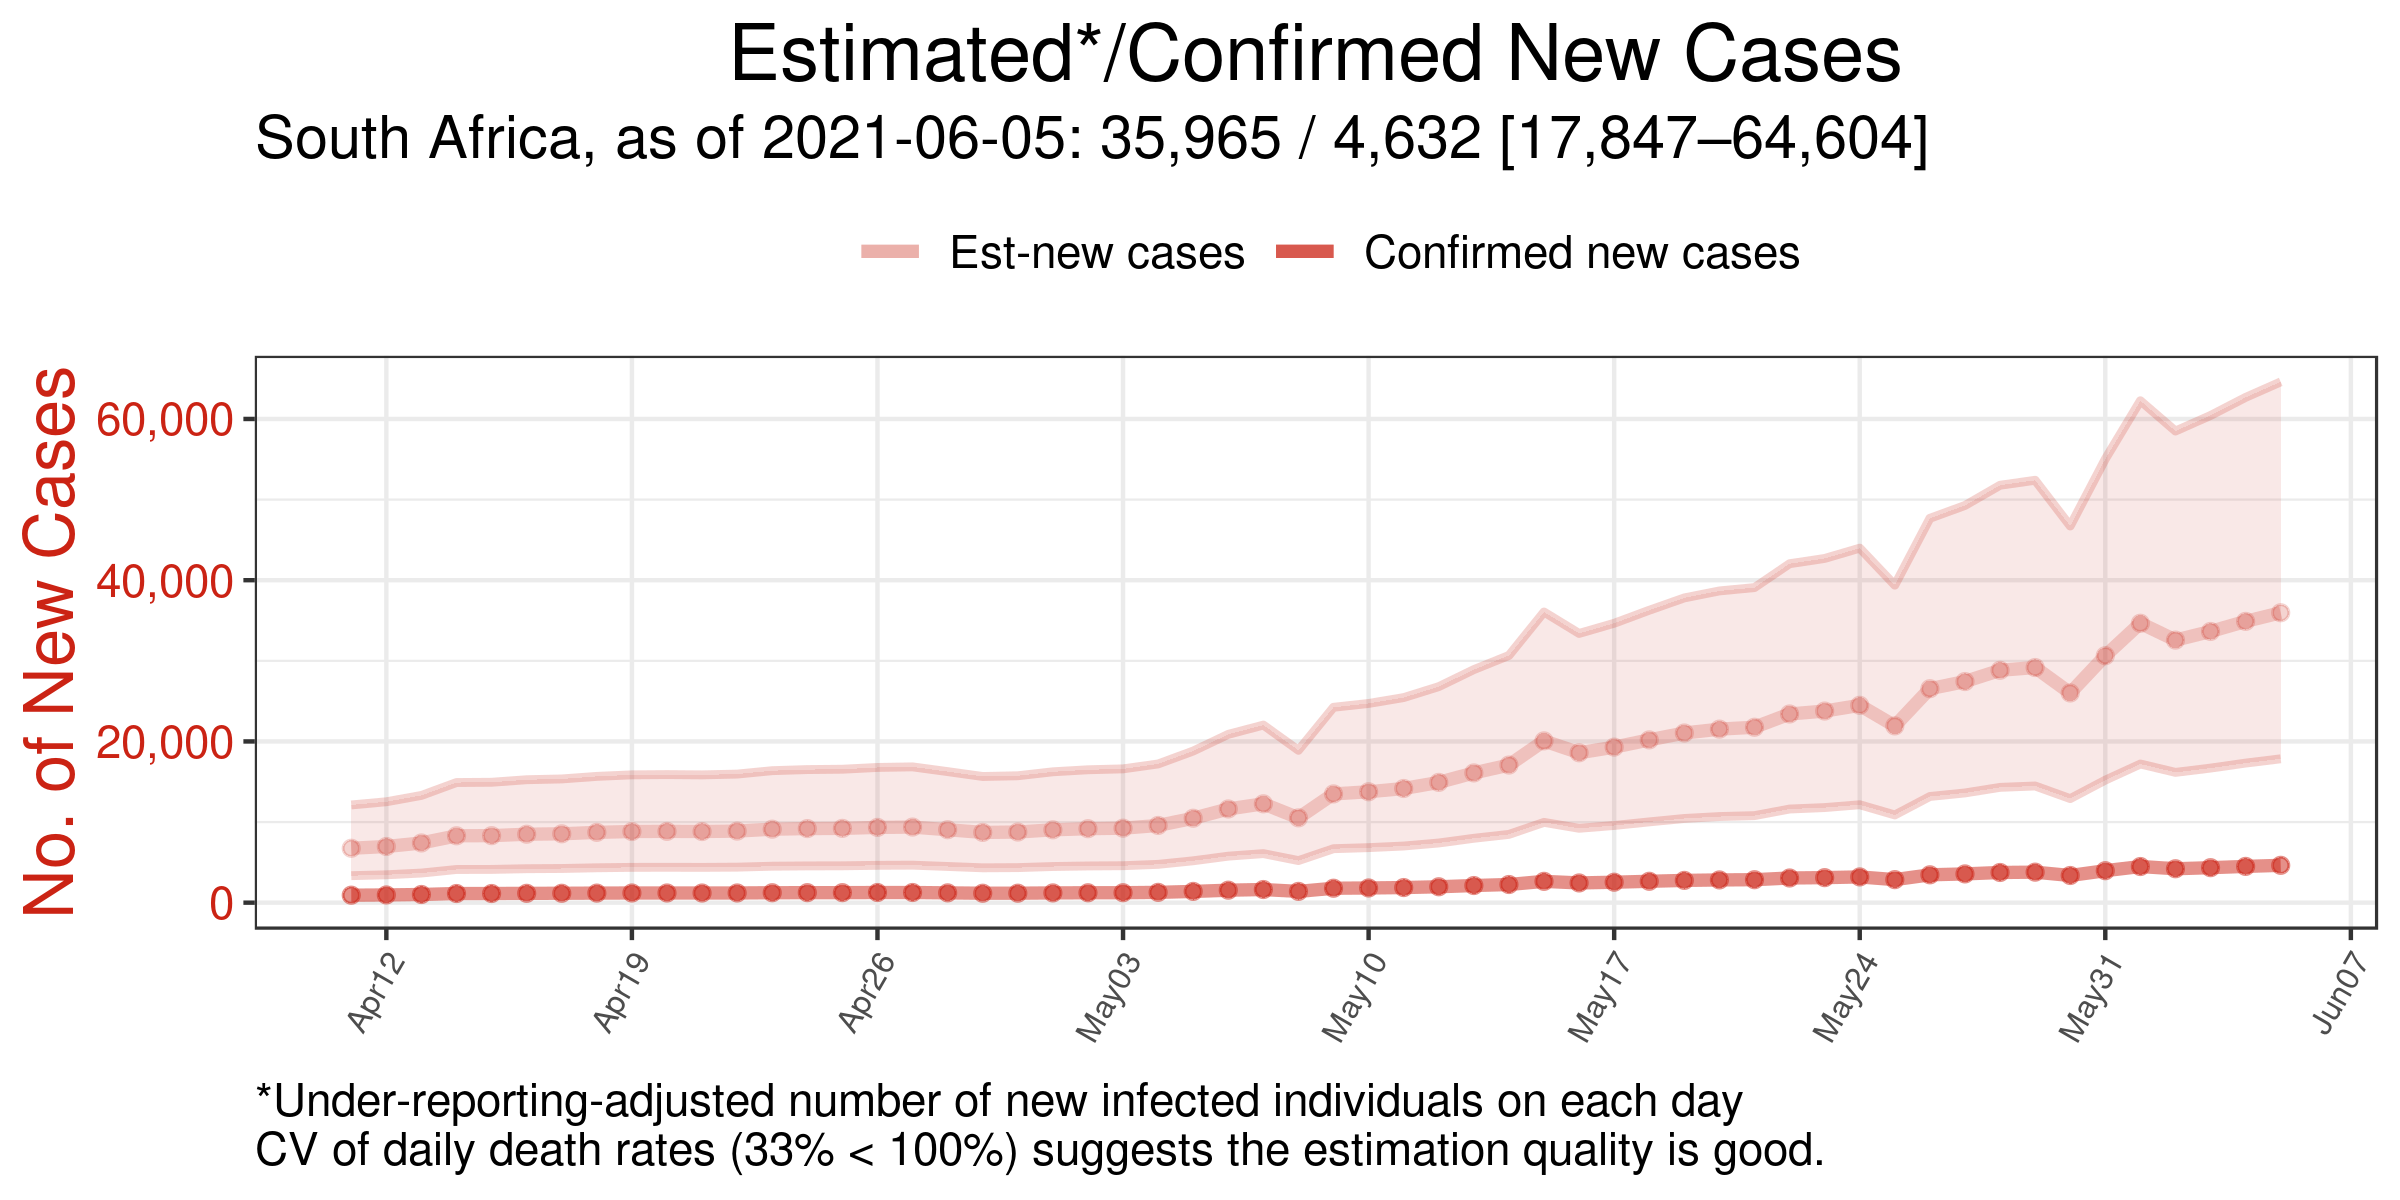 Estimated*/Confirmed New Cases
South Africa, as of 2021-06-05: 35,965 / 4,632 [17,847–64,604]
Est-new cases
Confirmed new cases
No. of New Cases
60,000
40,000
20,000
0
Apr12
Apr19
Apr26
May03
May10
May17
May24
May31
Jun07
*Under-reporting-adjusted number of new infected individuals on each day
CV of daily death rates (33% < 100%) suggests the estimation quality is good.